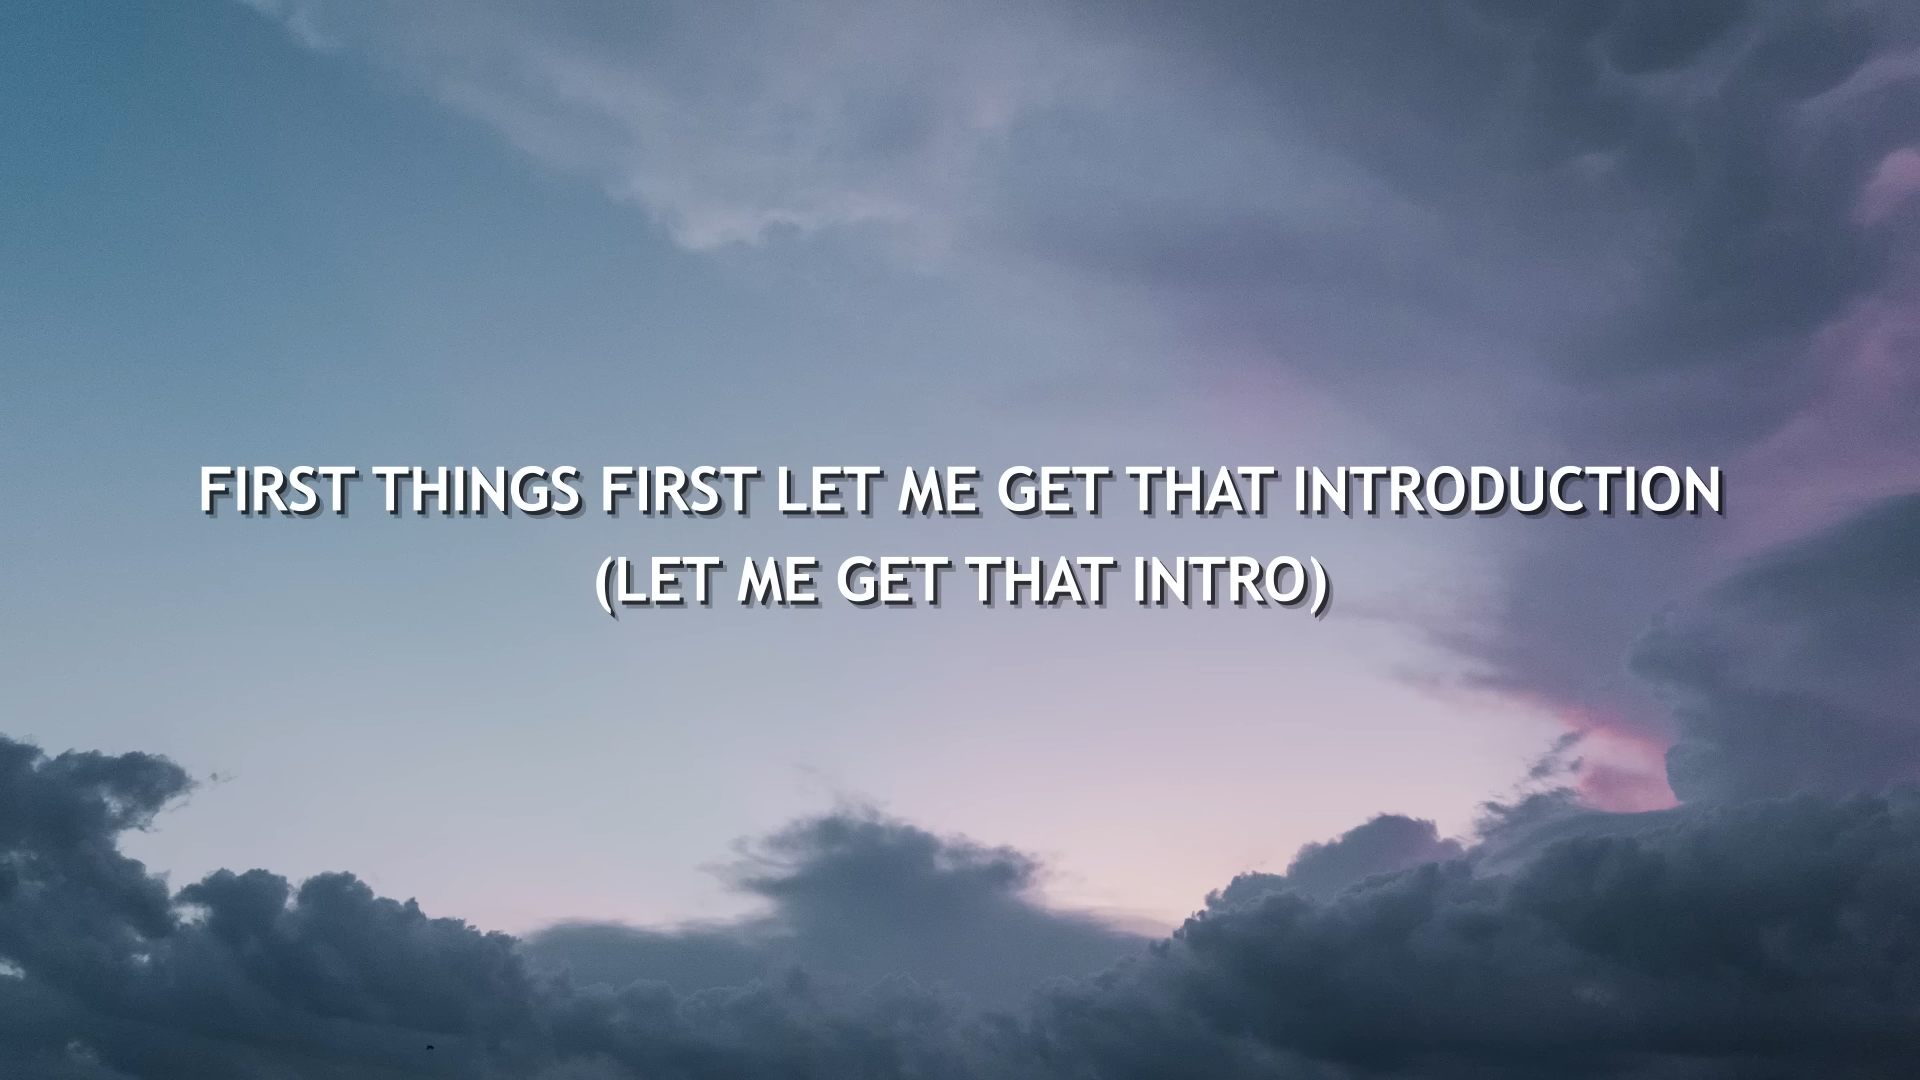 FIRST THINGS FIRST LET ME GET THAT INTRODUCTION
(LET ME GET THAT INTRO)